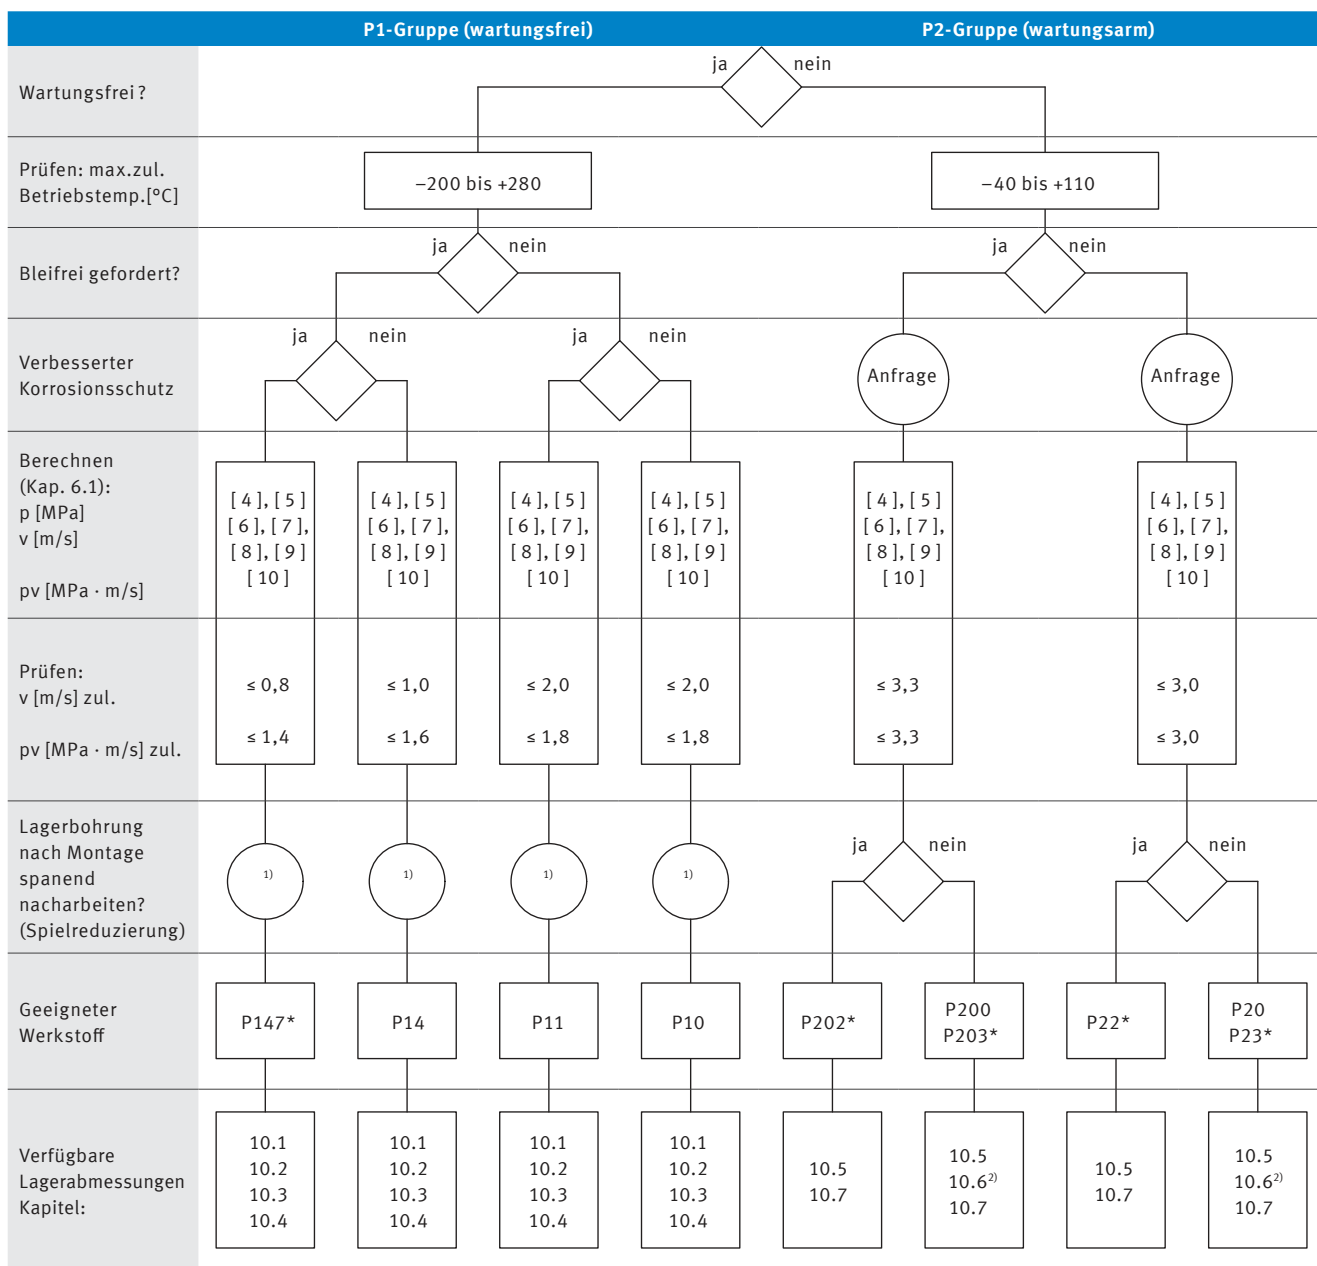 P1-Gruppe (wartungsfrei) P2-Gruppe (wartungsarm)
Wartungsfrei ?
ja nein
Prüfen: max.zul.
Betriebstemp.[°C]
–200 bis +280 –40 bis +110
Bleifrei gefordert?
ja nein ja nein
Verbesserter
Korrosionsschutz
ja nein ja nein
Anfrage Anfrage
Berechnen
(Kap. 6.1):
p [MPa]
v [m/s]
pv [MPa · m/s]
[ 4 ], [ 5 ] [ 4 ], [ 5 ] [ 4 ], [ 5 ] [ 4 ], [ 5 ] [ 4 ], [ 5 ] [ 4 ], [ 5 ]
[ 6 ], [ 7 ], [ 6 ], [ 7 ], [ 6 ], [ 7 ], [ 6 ], [ 7 ], [ 6 ], [ 7 ], [ 6 ], [ 7 ],
[ 8 ], [ 9 ] [ 8 ], [ 9 ] [ 8 ], [ 9 ] [ 8 ], [ 9 ] [ 8 ], [ 9 ] [ 8 ], [ 9 ]
[ 10 ] [ 10 ] [ 10 ] [ 10 ] [ 10 ] [ 10 ]
Prüfen:
v [m/s] zul.
≤ 0,8 ≤ 1,0 ≤ 2,0 ≤ 2,0 ≤ 3,3 ≤ 3,0
pv [MPa · m/s] zul.
≤ 1,4 ≤ 1,6 ≤ 1,8 ≤ 1,8 ≤ 3,3 ≤ 3,0
Lagerbohrung
nach Montage
spanend
nacharbeiten?
(Spielreduzierung)
1) 1) 1) 1)
ja nein ja nein
Geeigneter
Werkstoff
P147* P14 P11 P10 P202* P200 P22* P20
P203* P23*
Verfügbare
Lagerabmessungen
Kapitel:
10.1 10.1 10.1 10.1 10.5 10.5 10.5 10.5
10.2 10.2 10.2 10.2 10.7 10.62) 10.7 10.62)
10.3 10.3 10.3 10.3 10.7 10.7
10.4 10.4 10.4 10.4